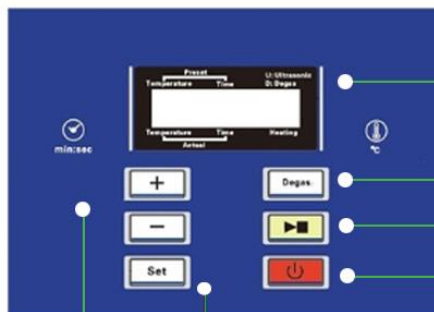 Preset
U: Ultrasonic
Temperature Time D: Degas
Temperature Time Heating
Actual
min:sec
°C
+
Degas
−
Set